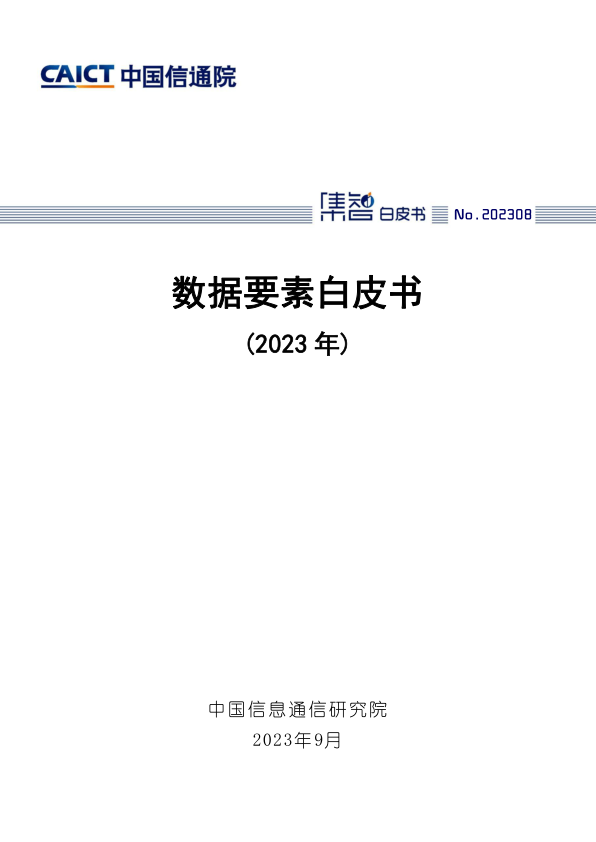 CAICT 中国信通院
集智 白皮书 No.202308
数据要素白皮书
(2023 年)
中国信息通信研究院
2023年9月